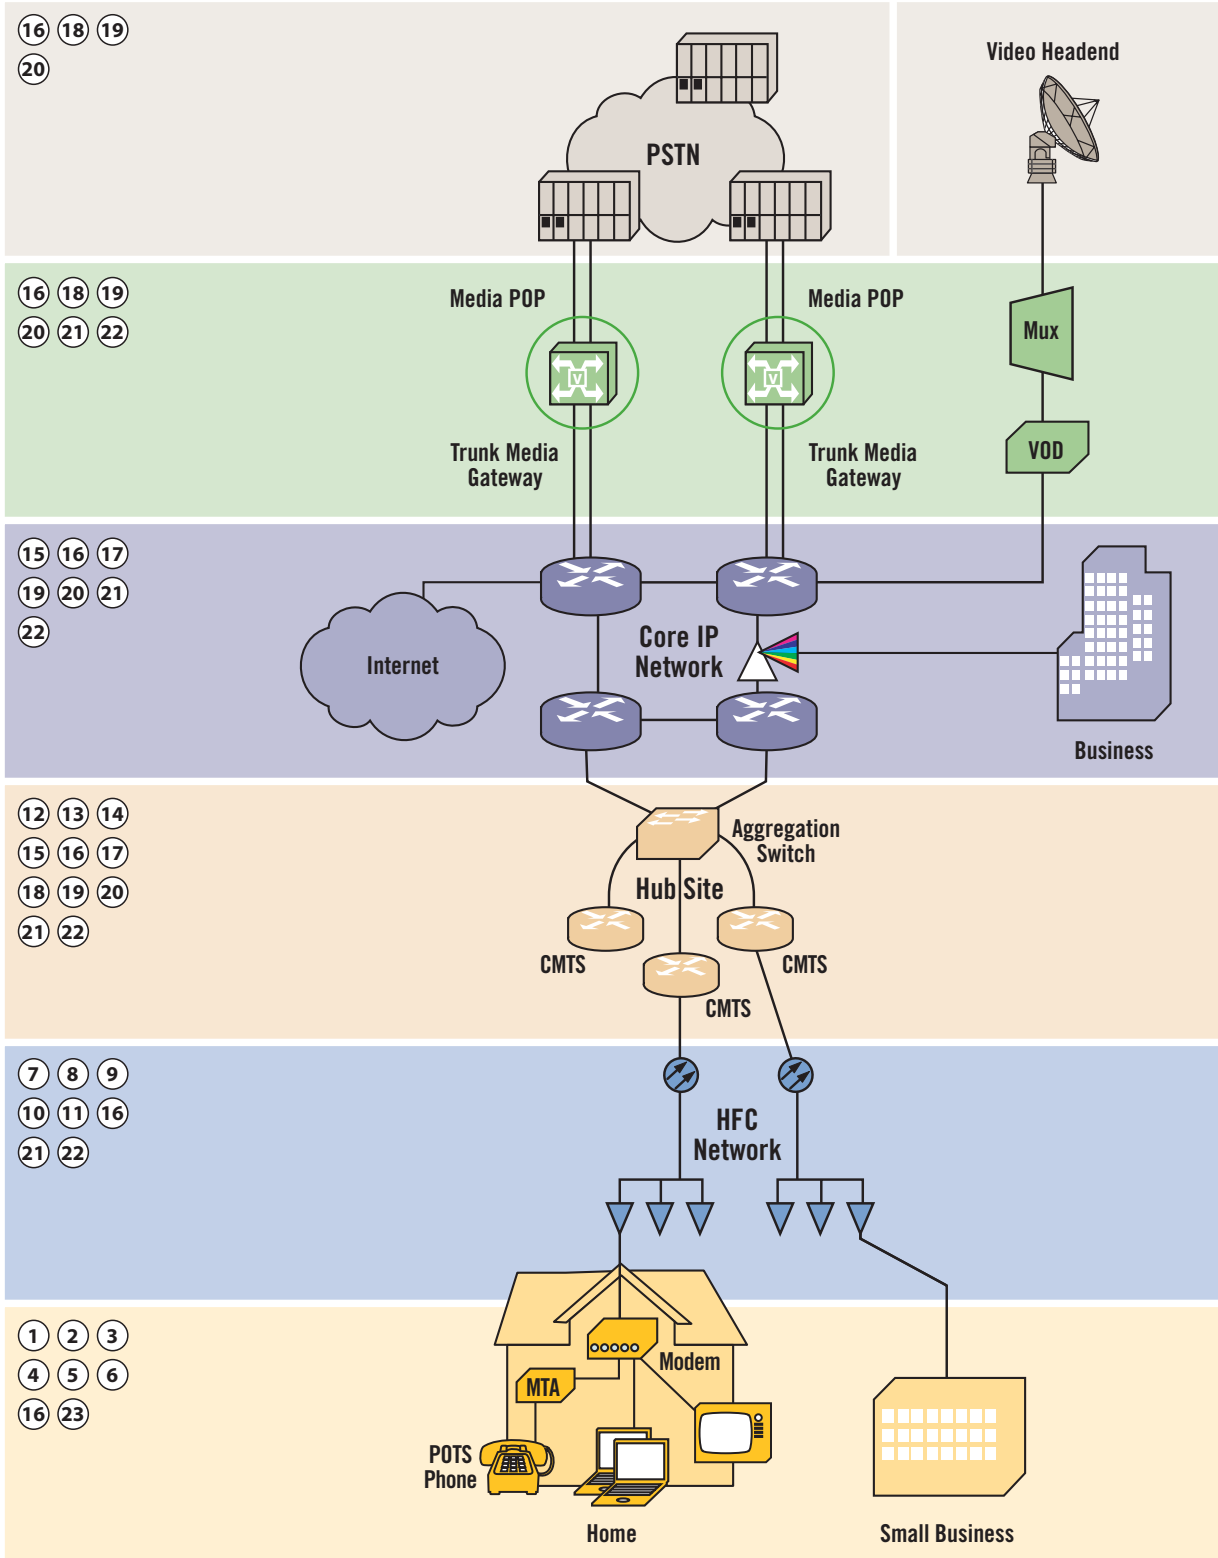 16 18 19
20
Video Headend
PSTN
16 18 19
20 21 22
Media POP
Media POP
Mux
V
V
Trunk Media
Gateway
Trunk Media
Gateway
VOD
15 16 17
19 20 21
22
Core IP
Network
Internet
Business
12 13 14
15 16 17
18 19 20
21 22
Aggregation
Switch
Hub Site
CMTS
CMTS
CMTS
7 8 9
10 11 16
21 22
HFC
Network
1 2 3
4 5 6
16 23
Modem
MTA
POTS
Phone
Home
Small Business